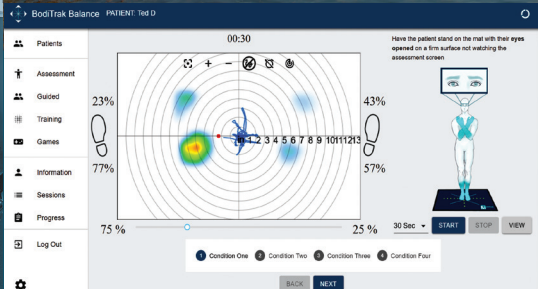 BodiTrak Balance PATIENT: Ted D
Patients
Assessment
Guided
Training
Games
Information
Sessions
Progress
Log Out
00:30
+ −
23%
43%
1 2 3 4 5 6 7 8 9 10 11 12 13
77%
57%
75 %
25 %
Have the patient stand on the mat with their eyes
opened on a firm surface not watching the
assessment screen
30 Sec START STOP VIEW
1 Condition One 2 Condition Two 3 Condition Three 4 Condition Four
BACK NEXT